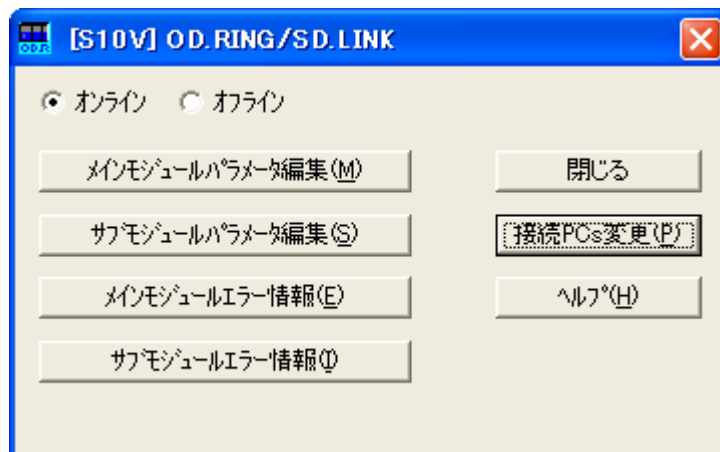 OD.R
[S10V] OD.RING/SD.LINK
オンライン オフライン
メインモジュールパラメータ編集(M) 閉じる
サブモジュールパラメータ編集(S) 接続PCs変更(P)
メインモジュールエラー情報(E) ヘルプ(H)
サブモジュールエラー情報(I)